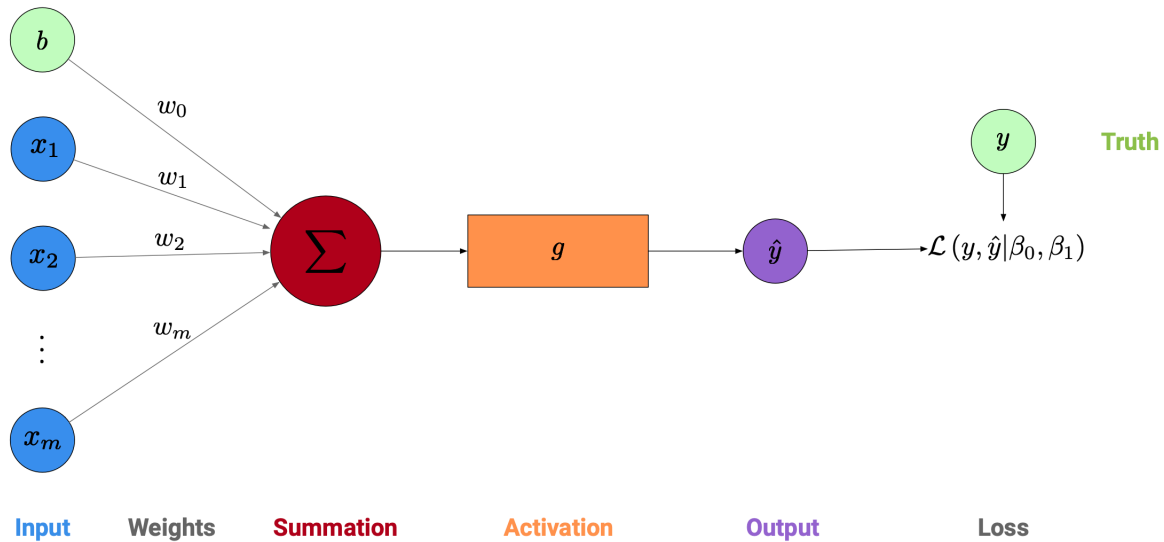 b
w₀
x₁
w₁
x₂
w₂
⋮
wₘ
xₘ
∑
g
ŷ
y
Truth
ℒ (y, ŷ|β₀, β₁)
Input Weights Summation Activation Output Loss